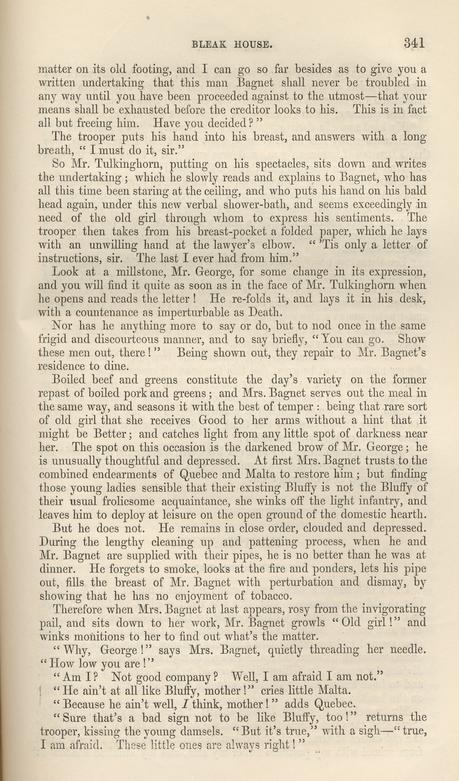 BLEAK HOUSE. 341
matter on its old footing, and I can go so far besides as to give you a
written undertaking that this man Bagnet shall never be troubled in
any way until you have been proceeded against to the utmost—that your
means shall be exhausted before the creditor looks to his. This is in fact
all but freeing him. Have you decided?"
The trooper puts his hand into his breast, and answers with a long
breath, "I must do it, sir."
So Mr. Tulkinghorn, putting on his spectacles, sits down and writes
the undertaking; which he slowly reads and explains to Bagnet, who has
all this time been staring at the ceiling, and who puts his hand on his bald
head again, under this new verbal shower-bath, and seems exceedingly in
need of the old girl through whom to express his sentiments. The
trooper then takes from his breast-pocket a folded paper, which he lays
with an unwilling hand at the lawyer's elbow. "'Tis only a letter of
instructions, sir. The last I ever had from him."
Look at a millstone, Mr. George, for some change in its expression,
and you will find it quite as soon as in the face of Mr. Tulkinghorn when
he opens and reads the letter! He re-folds it, and lays it in his desk,
with a countenance as imperturbable as Death.
Nor has he anything more to say or do, but to nod once in the same
frigid and discourteous manner, and to say briefly, "You can go. Show
these men out, there!" Being shown out, they repair to Mr. Bagnet's
residence to dine.
Boiled beef and greens constitute the day's variety on the former
repast of boiled pork and greens; and Mrs. Bagnet serves out the meal in
the same way, and seasons it with the best of temper: being that rare sort
of old girl that she receives Good to her arms without a hint that it
might be Better; and catches light from any little spot of darkness near
her. The spot on this occasion is the darkened brow of Mr. George; he
is unusually thoughtful and depressed. At first Mrs. Bagnet trusts to the
combined endearments of Quebec and Malta to restore him; but finding
those young ladies sensible that their existing Bluffy is not the Bluffy of
their usual frolicsome acquaintance, she winks off the light infantry, and
leaves him to deploy at leisure on the open ground of the domestic hearth.
But he does not. He remains in close order, clouded and depressed.
During the lengthy cleaning up and pattening process, when he and
Mr. Bagnet are supplied with their pipes, he is no better than he was at
dinner. He forgets to smoke, looks at the fire and ponders, lets his pipe
out, fills the breast of Mr. Bagnet with perturbation and dismay, by
showing that he has no enjoyment of tobacco.
Therefore when Mrs. Bagnet at last appears, rosy from the invigorating
pail, and sits down to her work, Mr. Bagnet growls "Old girl!" and
winks monitions to her to find out what's the matter.
"Why, George!" says Mrs. Bagnet, quietly threading her needle.
"How low you are!"
"Am I? Not good company? Well, I am afraid I am not."
"He ain't at all like Bluffy, mother!" cries little Malta.
"Because he ain't well, I think, mother!" adds Quebec.
"Sure that's a bad sign not to be like Bluffy, too!" returns the
trooper, kissing the young damsels. "But it's true," with a sigh—"true,
I am afraid. These little ones are always right!"